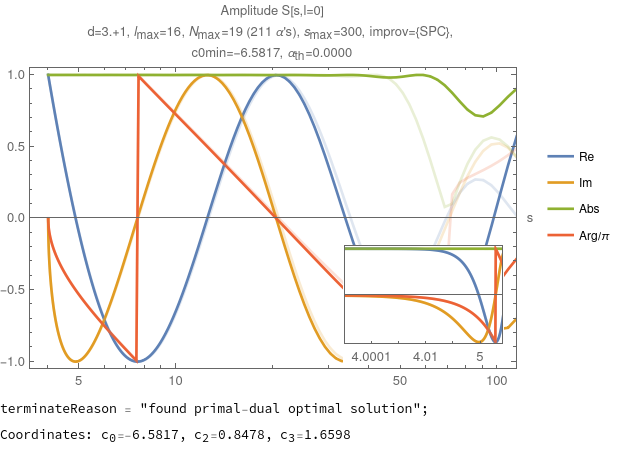 Amplitude S[s,l=0]
d=3.+1, lmax=16, Nmax=19 (211 α's), smax=300, improv={SPC},
c0min=-6.5817, αth=0.0000
1.0
0.5
0.0
-0.5
-1.0
s
Re
Im
Abs
Arg/π
4.0001 4.01 5
5 10 50 100
terminateReason = "found primal-dual optimal solution";
Coordinates: c0=-6.5817, c2=0.8478, c3=1.6598